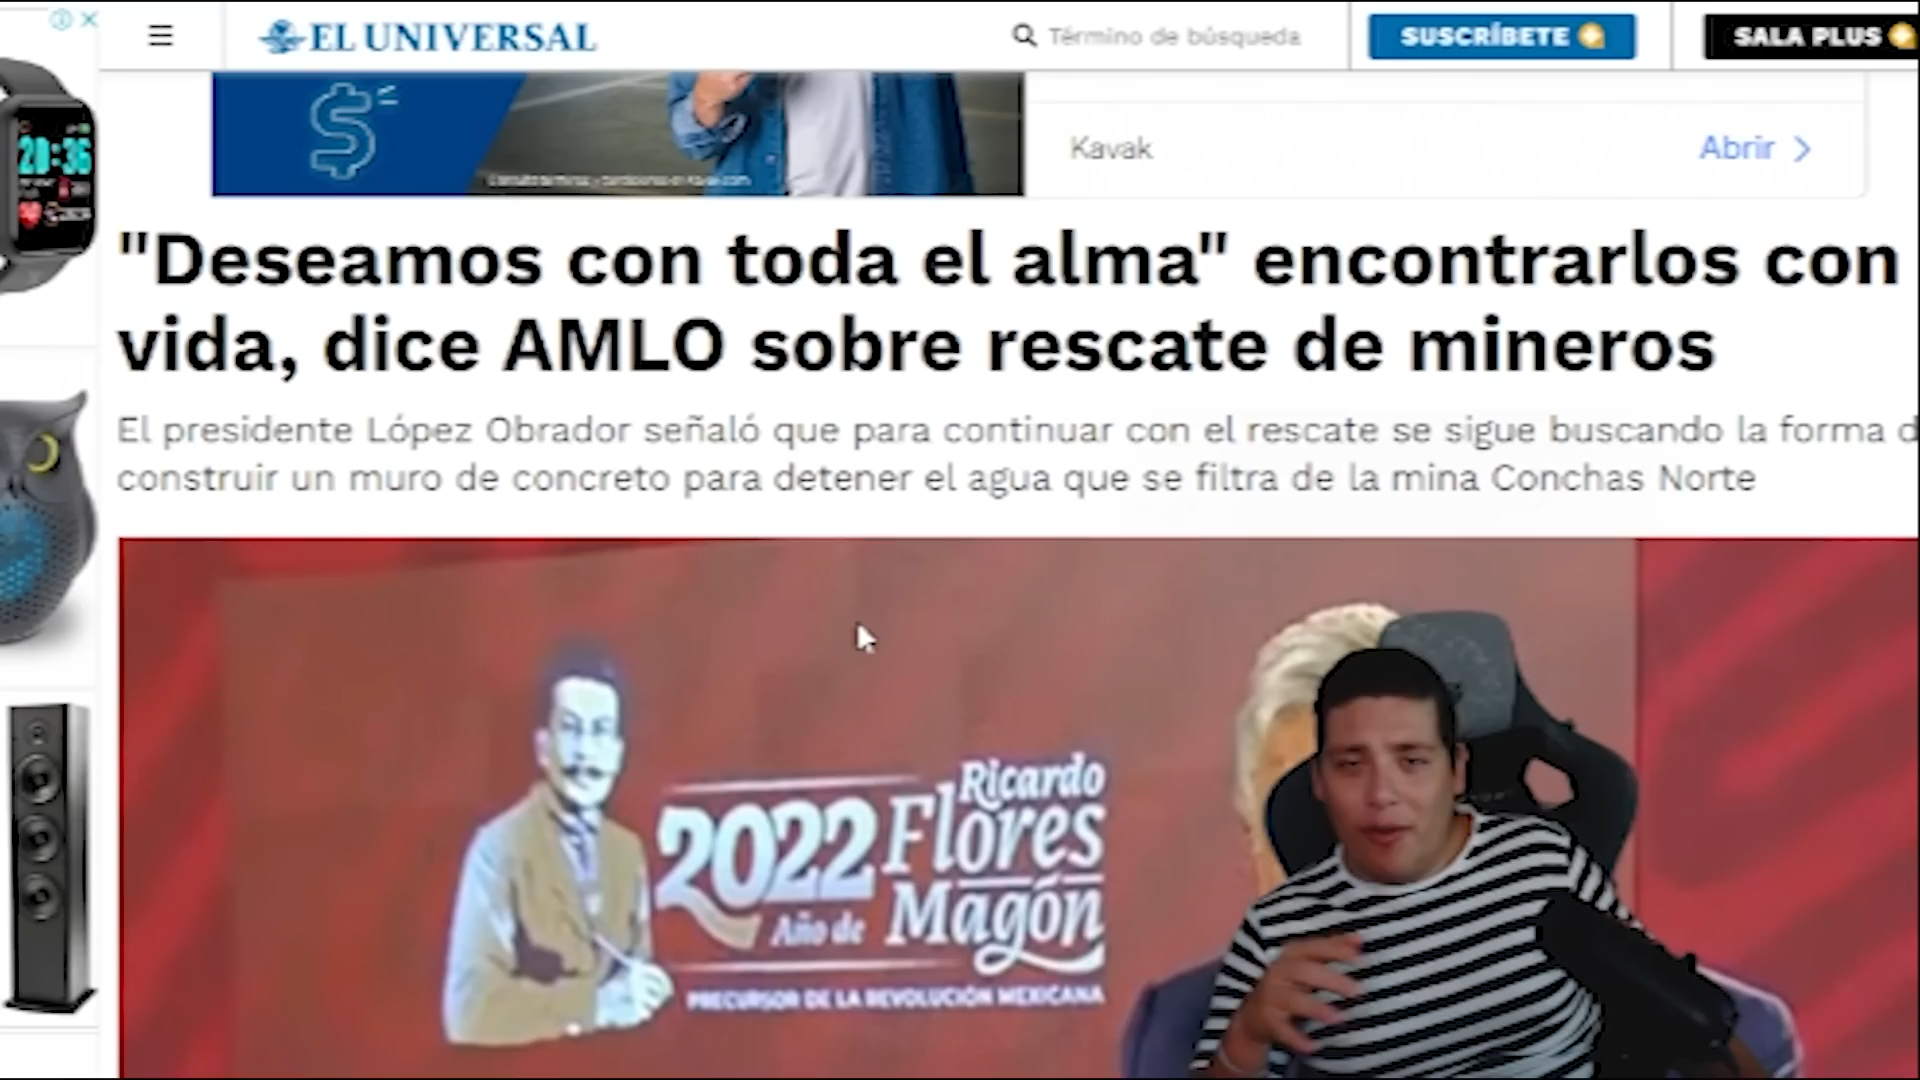 EL UNIVERSAL
Término de búsqueda
SUSCRÍBETE
SALA PLUS
20:36
Kavak
Abrir
"Deseamos con toda el alma" encontrarlos con
vida, dice AMLO sobre rescate de mineros
El presidente López Obrador señaló que para continuar con el rescate se sigue buscando la forma d
construir un muro de concreto para detener el agua que se filtra de la mina Conchas Norte
2022
Año de
Ricardo
Flores
Magón
PRECURSOR DE LA REVOLUCIÓN MEXICANA